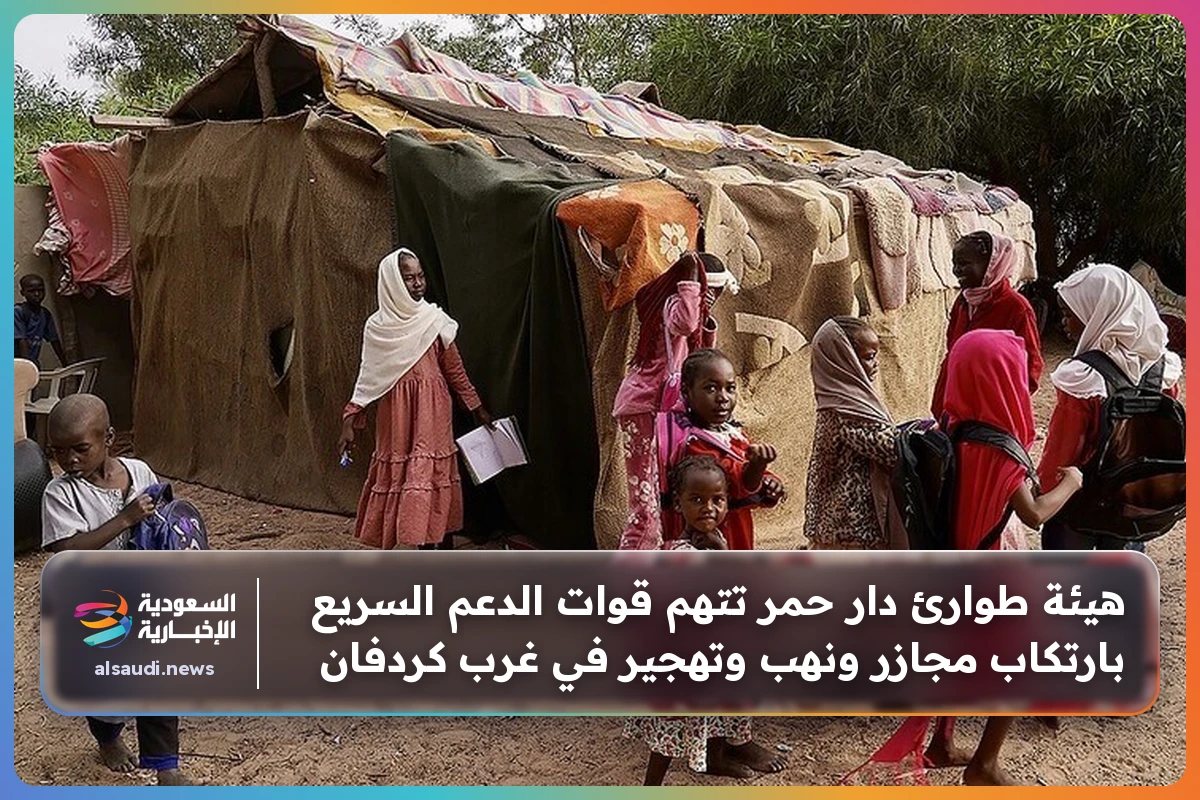 هيئة طوارئ دار حمر تتهم قوات الدعم السريع
بارتكاب مجازر ونهب وتهجير في غرب كردفان
السعودية
الإخبارية
alsaudi.news